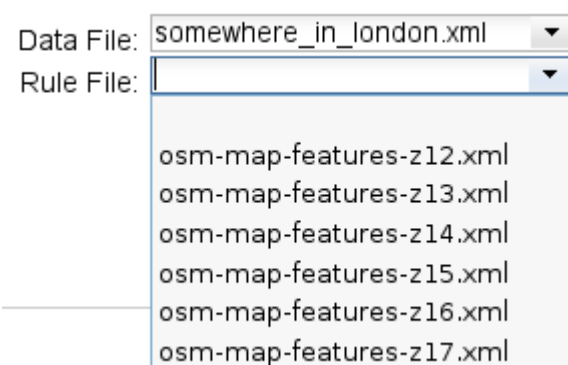 Data File: somewhere_in_london.xml
Rule File:
osm-map-features-z12.xml
osm-map-features-z13.xml
osm-map-features-z14.xml
osm-map-features-z15.xml
osm-map-features-z16.xml
osm-map-features-z17.xml